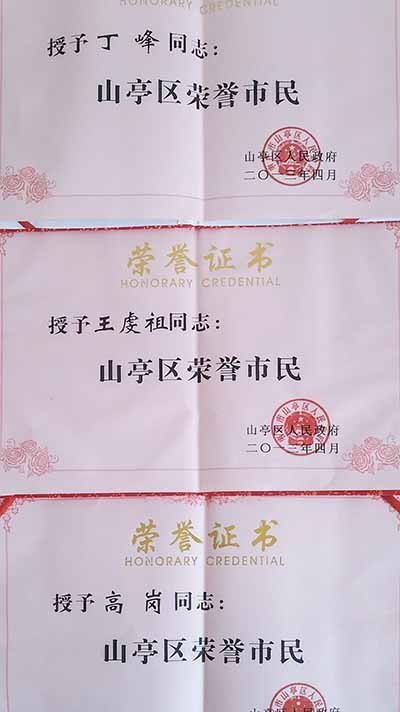 HONORARY CREDENTIAL
授予丁峰同志：
山亭区荣誉市民
山亭区人民政府
二〇一三年四月
荣誉证书
HONORARY CREDENTIAL
授予王虔祖同志：
山亭区荣誉市民
山亭区人民政府
二〇一三年四月
荣誉证书
HONORARY CREDENTIAL
授予高岗同志：
山亭区荣誉市民